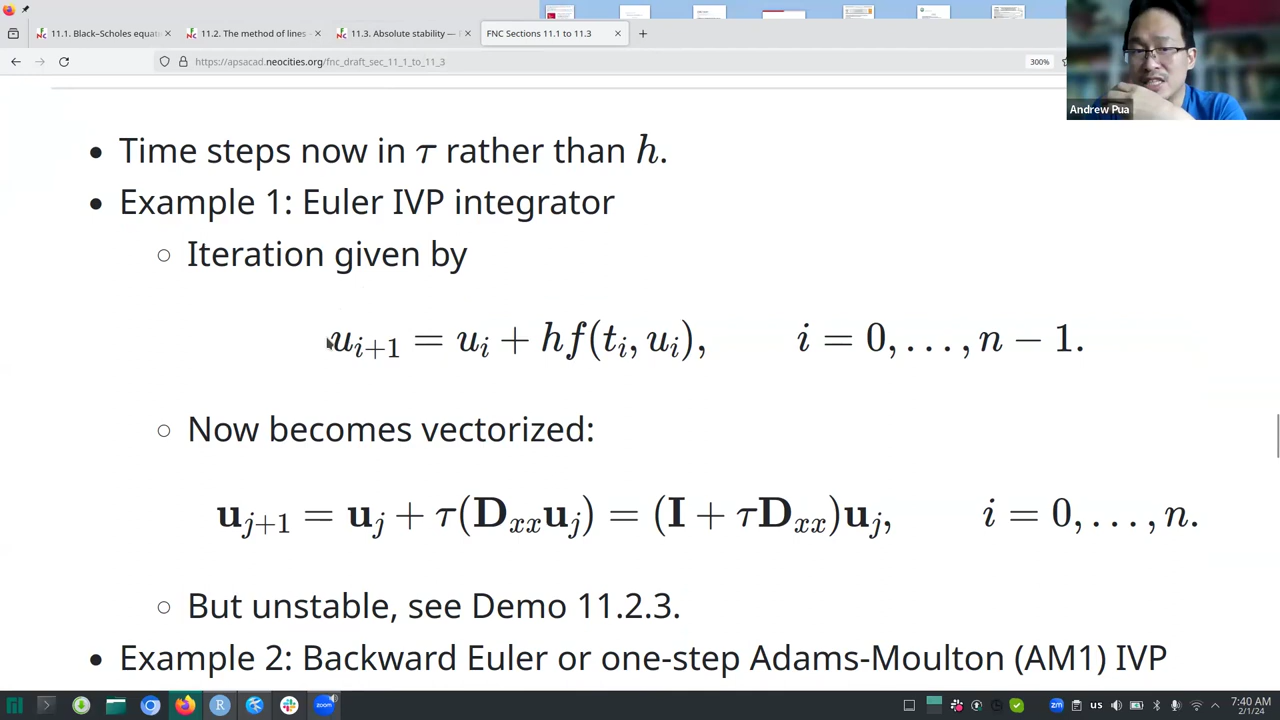 11.1. Black–Scholes equat
11.2. The method of lines
11.3. Absolute stability —
FNC Sections 11.1 to 11.3
https://apsacad.neocities.org/fnc_draft_sec_11_1_to_11_3
300%
Andrew Pua
• Time steps now in τ rather than h.
• Example 1: Euler IVP integrator
○ Iteration given by
u_{i+1} = u_i + hf(t_i, u_i), i = 0, . . . , n − 1.
○ Now becomes vectorized:
𝐮_{j+1} = 𝐮_j + τ(𝐃_{xx}𝐮_j) = (𝐈 + τ𝐃_{xx})𝐮_j, i = 0, . . . , n.
○ But unstable, see Demo 11.2.3.
• Example 2: Backward Euler or one-step Adams-Moulton (AM1) IVP
zoom
zm
us
7:40 AM
2/1/24